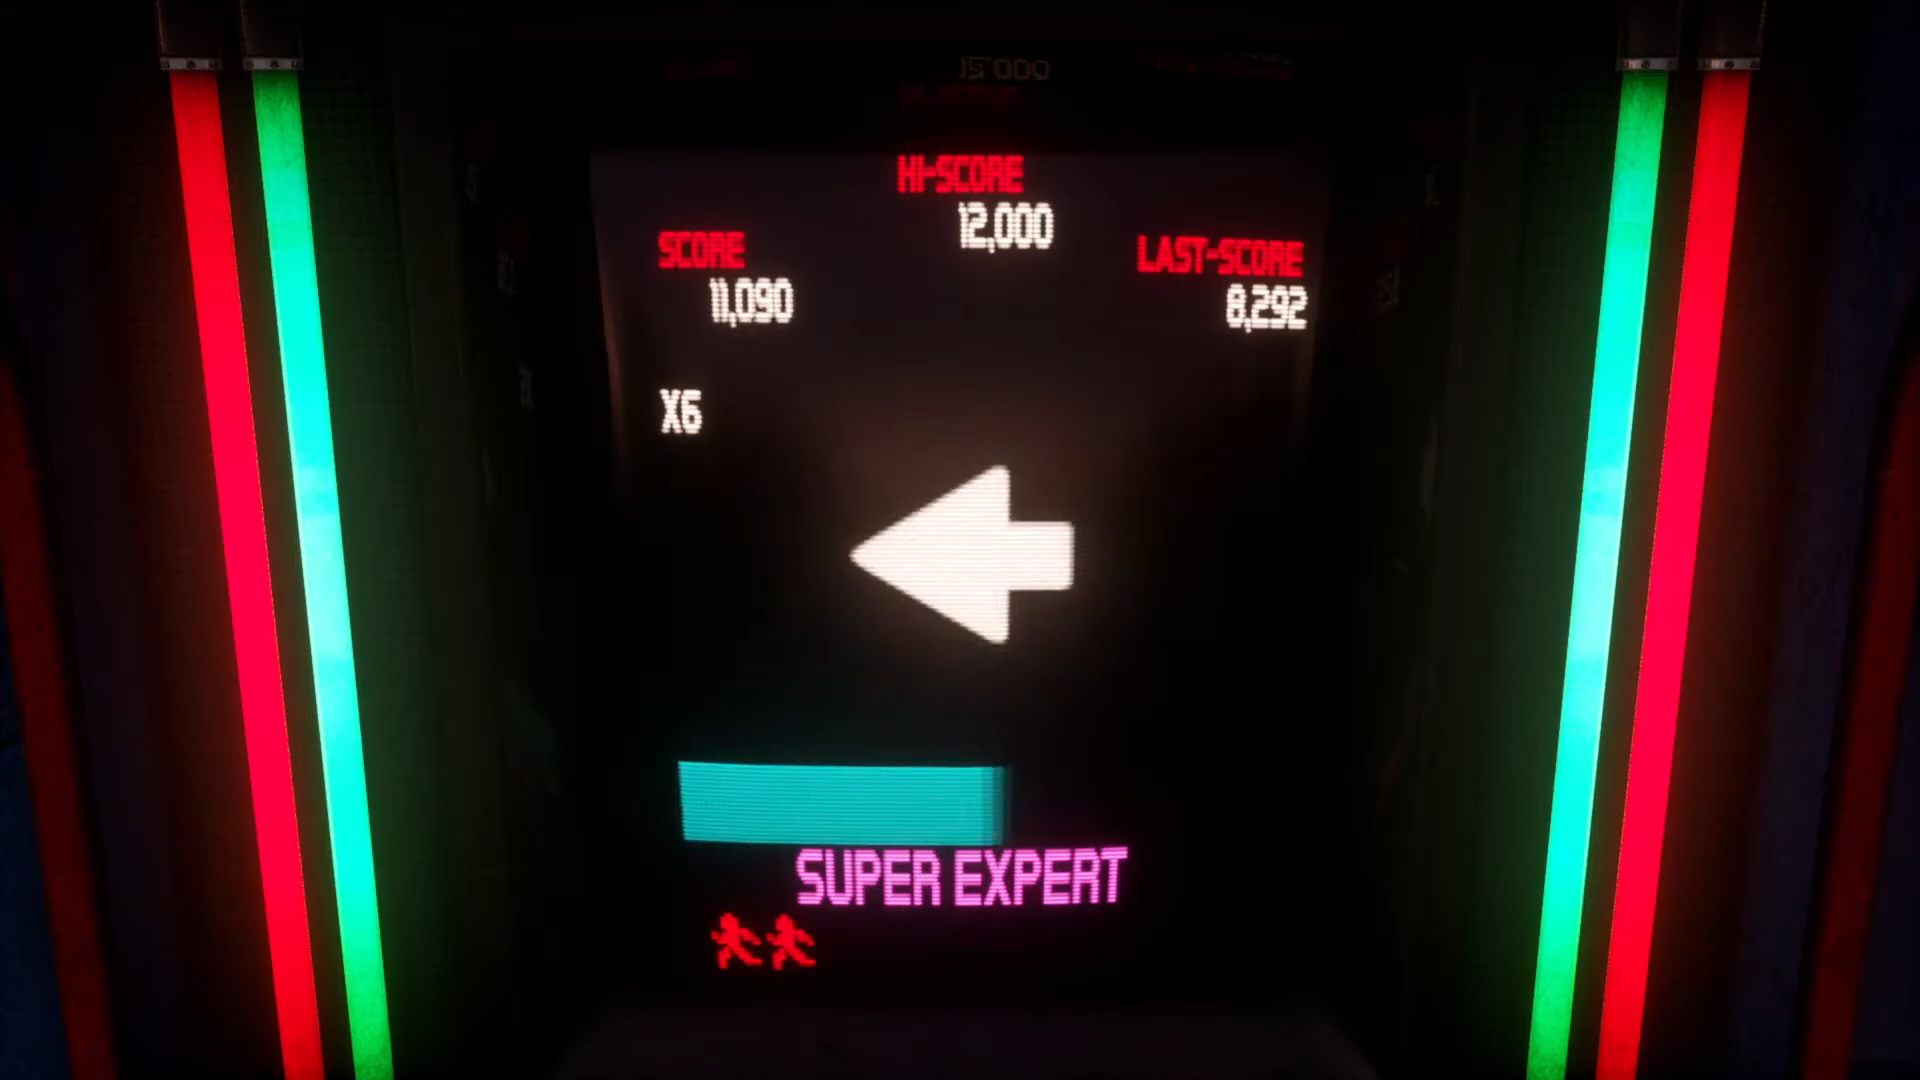 HI-SCORE
12,000
SCORE
11,090
LAST-SCORE
8,292
X6
SUPER EXPERT